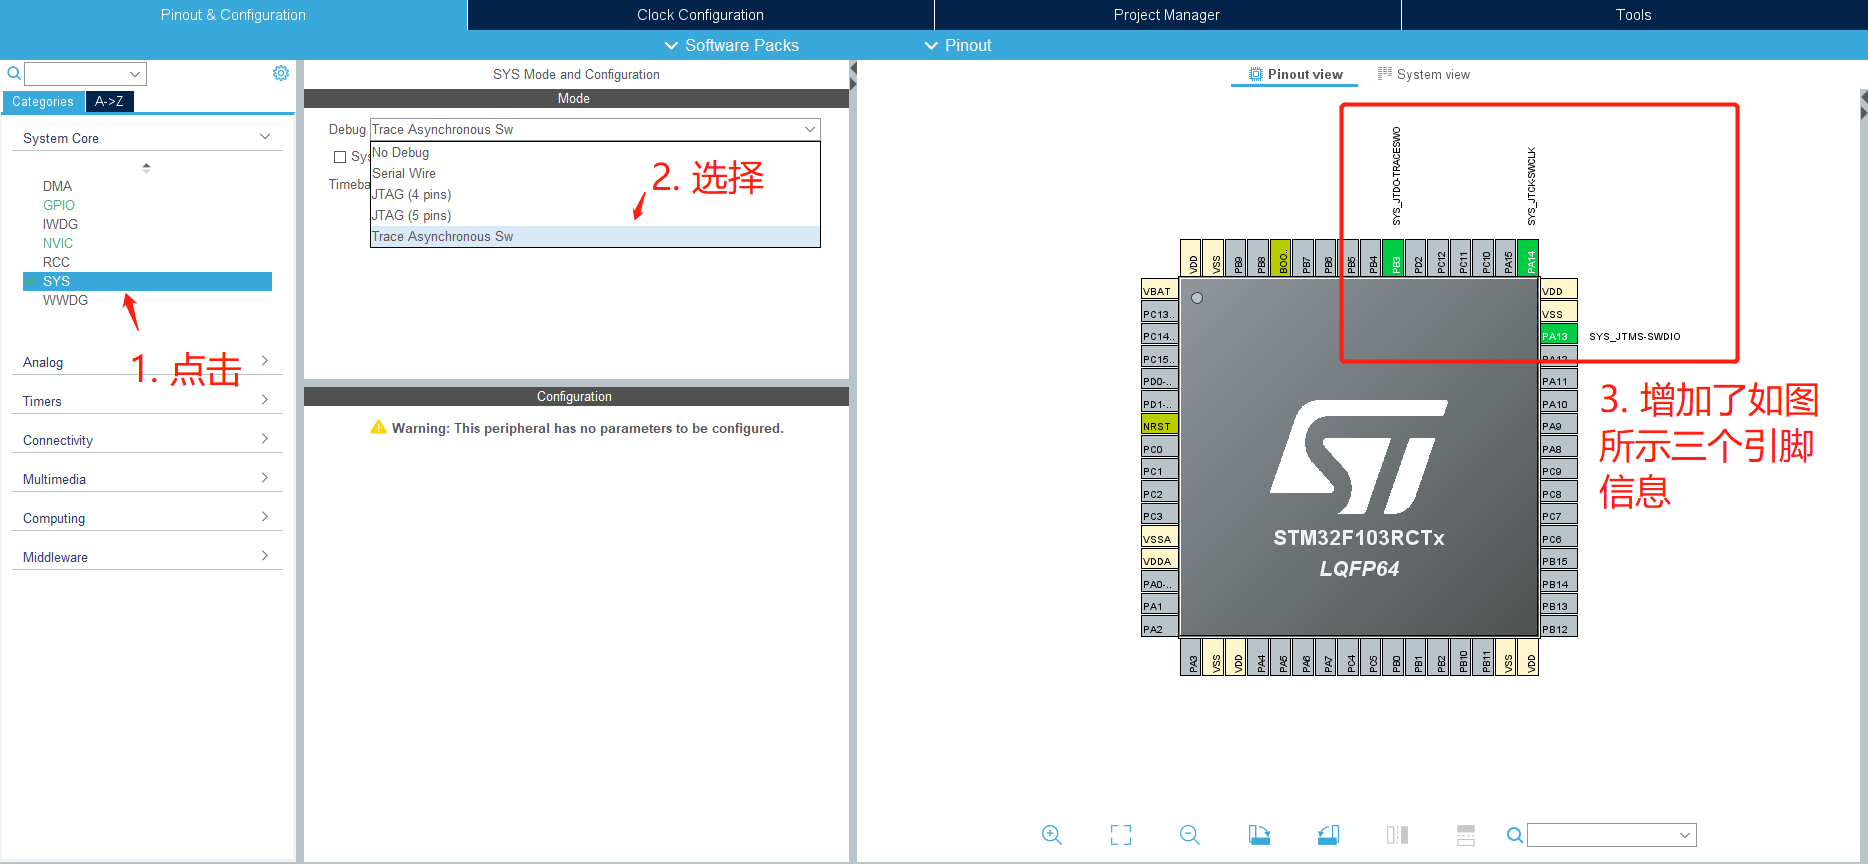 Pinout & Configuration
Clock Configuration
Project Manager
Tools
Software Packs
Pinout
Categories
A->Z
System Core
DMA
GPIO
IWDG
NVIC
RCC
SYS
WWDG
1. 点击
Analog
Timers
Connectivity
Multimedia
Computing
Middleware
SYS Mode and Configuration
Mode
Debug Trace Asynchronous Sw
Sys
Timeba
No Debug
Serial Wire
JTAG (4 pins)
JTAG (5 pins)
Trace Asynchronous Sw
2. 选择
Configuration
Warning: This peripheral has no parameters to be configured.
Pinout view
System view
SYS_JTDO-TRACESWO
SYS_JTCK-SWCLK
VDD
VSS
PB9
PB8
BOO..
PB7
PB6
PB5
PB4
PB3
PD2
PC12
PC11
PC10
PA15
PA14
VBAT
PC13..
PC14..
PC15..
PD0-..
PD1-..
NRST
PC0
PC1
PC2
PC3
VSSA
VDDA
PA0-..
PA1
PA2
STM32F103RCTx
LQFP64
VDD
VSS
PA13 SYS_JTMS-SWDIO
PA12
PA11
PA10
PA9
PA8
PC9
PC8
PC7
PC6
PB15
PB14
PB13
PB12
PA3
VSS
VDD
PA4
PA5
PA6
PA7
PC4
PC5
PB0
PB1
PB2
PB10
PB11
VSS
VDD
3. 增加了如图
所示三个引脚
信息